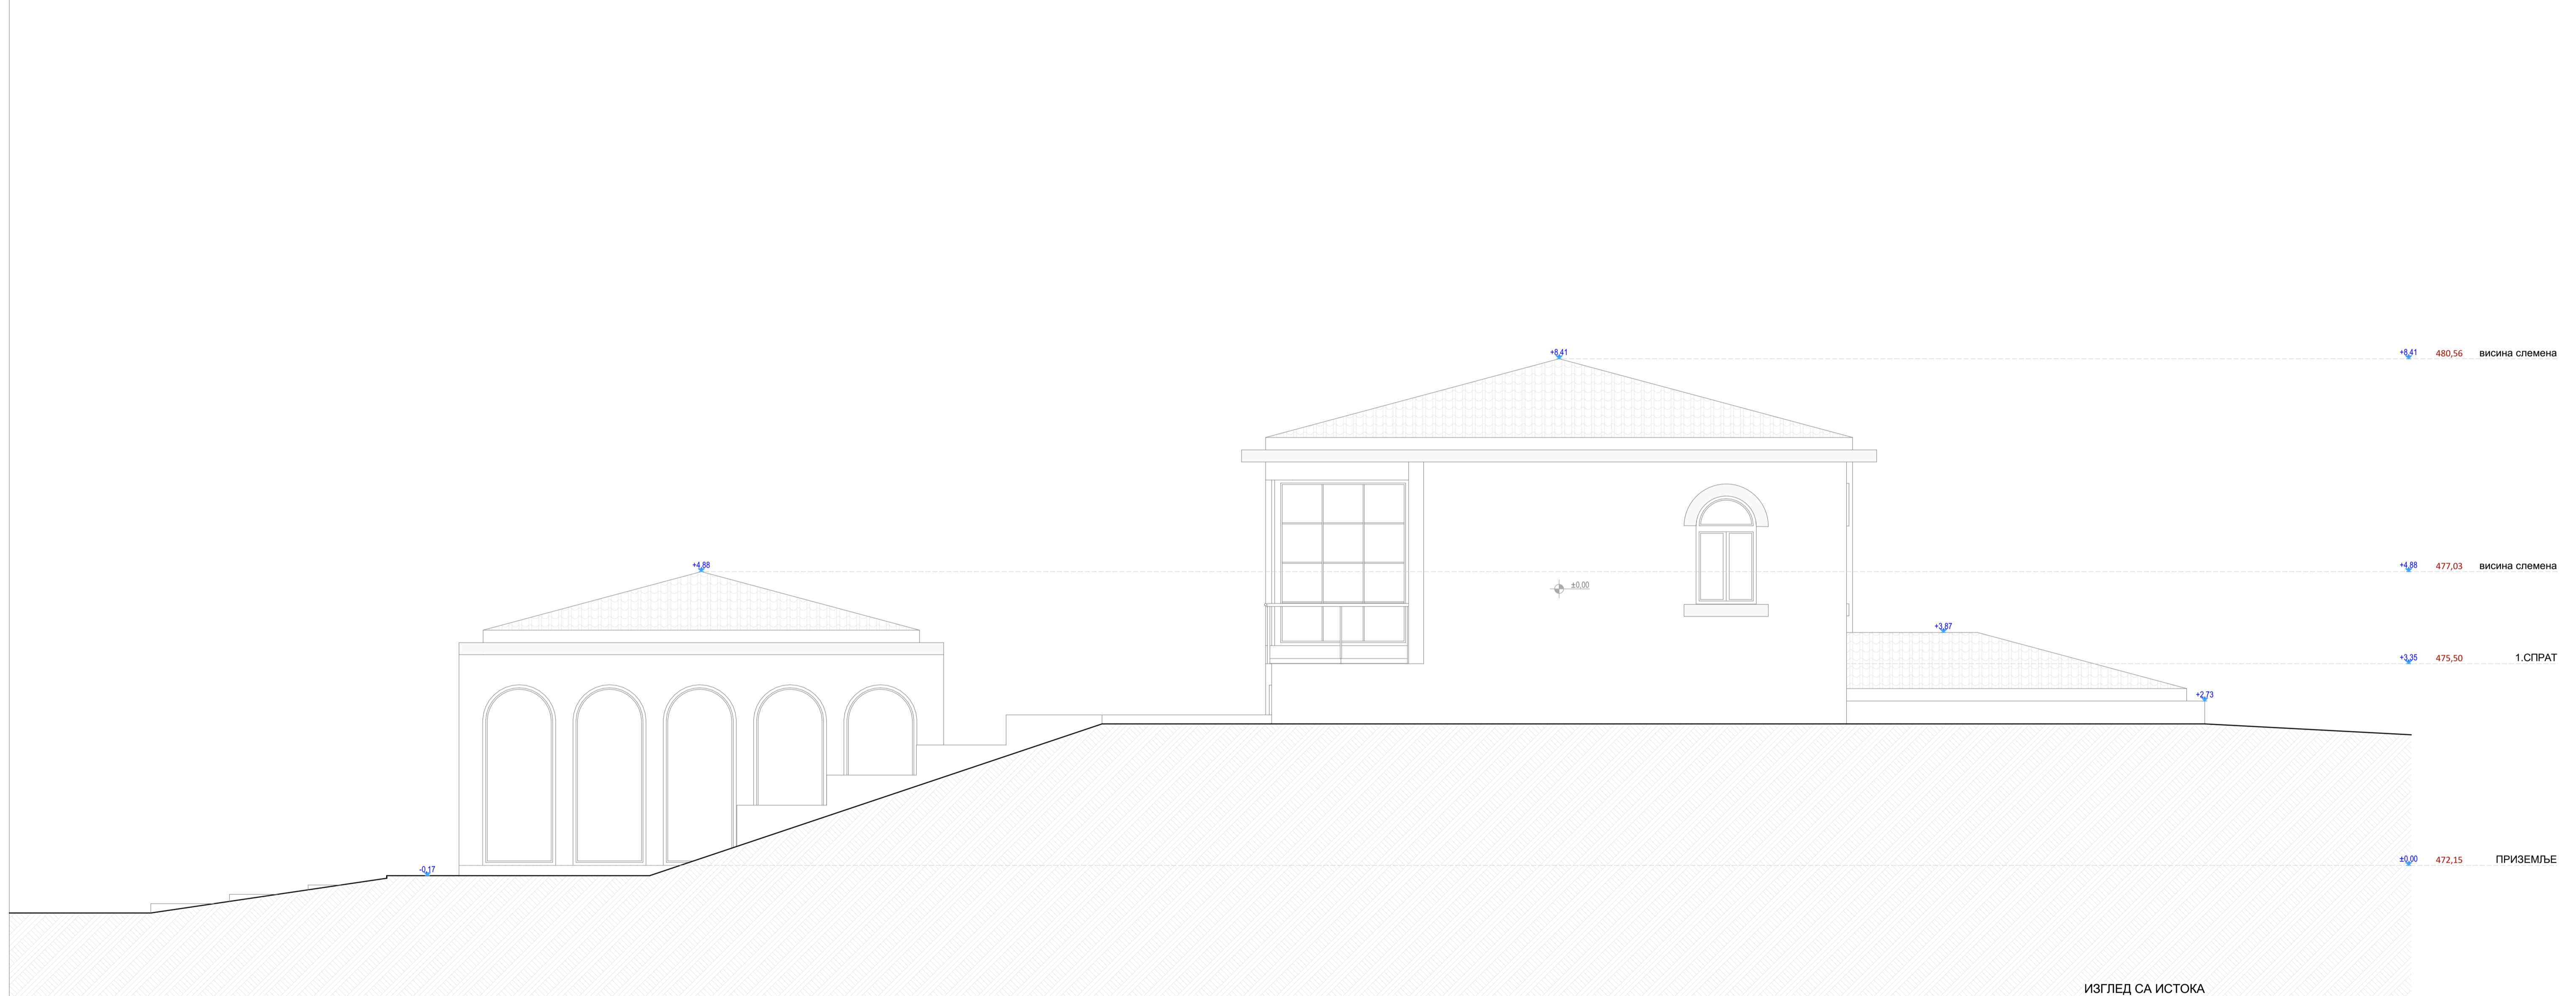 +8,41
+8,41 480,56 висина слемена
+4,88
+4,88 477,03 висина слемена
±0,00
+3,87
+3,35 475,50 1.СПРАТ
+2,73
-0,17
±0,00 472,15 ПРИЗЕМЉЕ
ИЗГЛЕД СА ИСТОКА